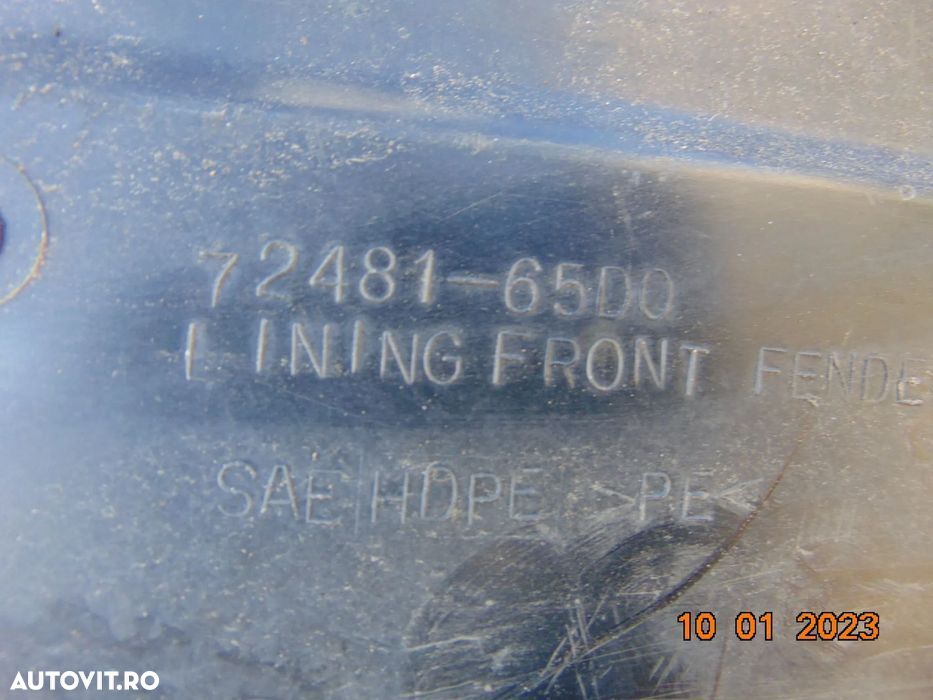 72481-65D0
LINING FRONT FENDE
SAE HDPE >PE<
10 01 2023
AUTOVIT.RO